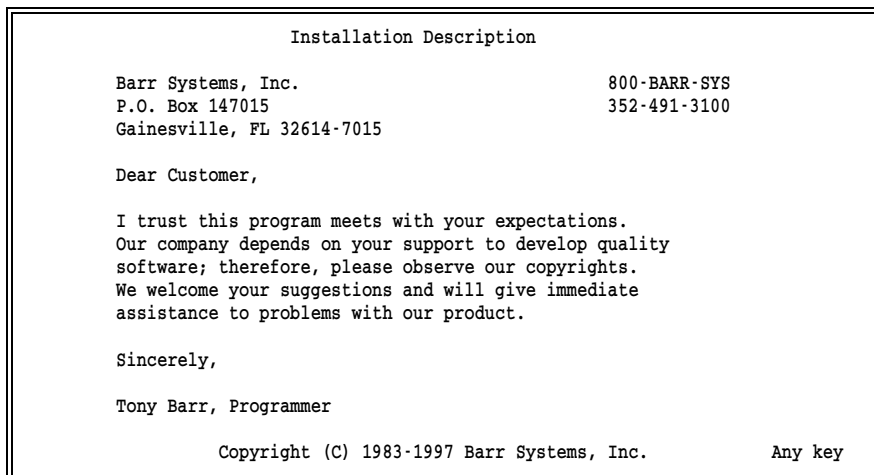 Installation Description
Barr Systems, Inc. 800-BARR-SYS
P.O. Box 147015 352-491-3100
Gainesville, FL 32614-7015
Dear Customer,
I trust this program meets with your expectations.
Our company depends on your support to develop quality
software; therefore, please observe our copyrights.
We welcome your suggestions and will give immediate
assistance to problems with our product.
Sincerely,
Tony Barr, Programmer
Copyright (C) 1983-1997 Barr Systems, Inc. Any key